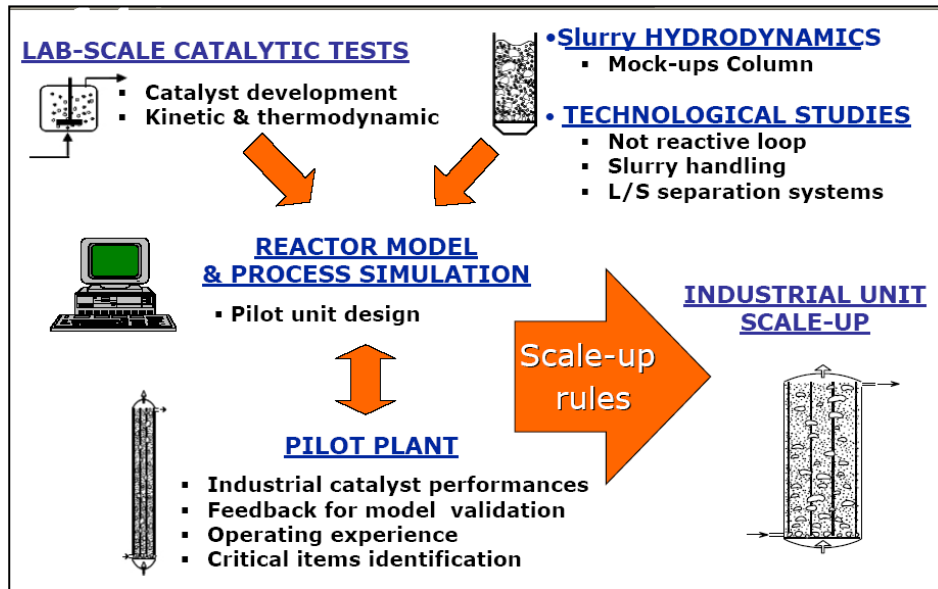 LAB-SCALE CATALYTIC TESTS
▪ Catalyst development
▪ Kinetic & thermodynamic
•Slurry HYDRODYNAMICS
▪ Mock-ups Column
• TECHNOLOGICAL STUDIES
▪ Not reactive loop
▪ Slurry handling
▪ L/S separation systems
REACTOR MODEL
& PROCESS SIMULATION
▪ Pilot unit design
Scale-up
rules
INDUSTRIAL UNIT
SCALE-UP
PILOT PLANT
▪ Industrial catalyst performances
▪ Feedback for model validation
▪ Operating experience
▪ Critical items identification